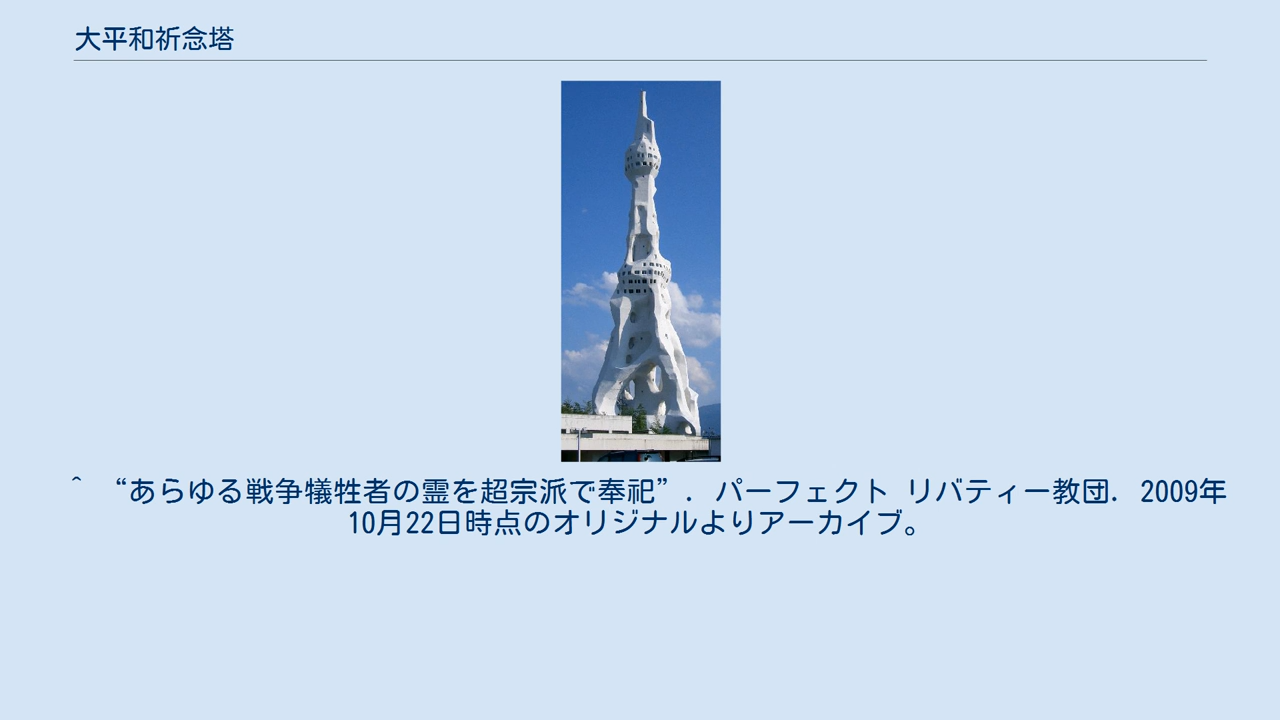 大平和祈念塔
^ “あらゆる戦争犠牲者の霊を超宗派で奉祀”. パーフェクト リバティー教団. 2009年
10月22日時点のオリジナルよりアーカイブ。